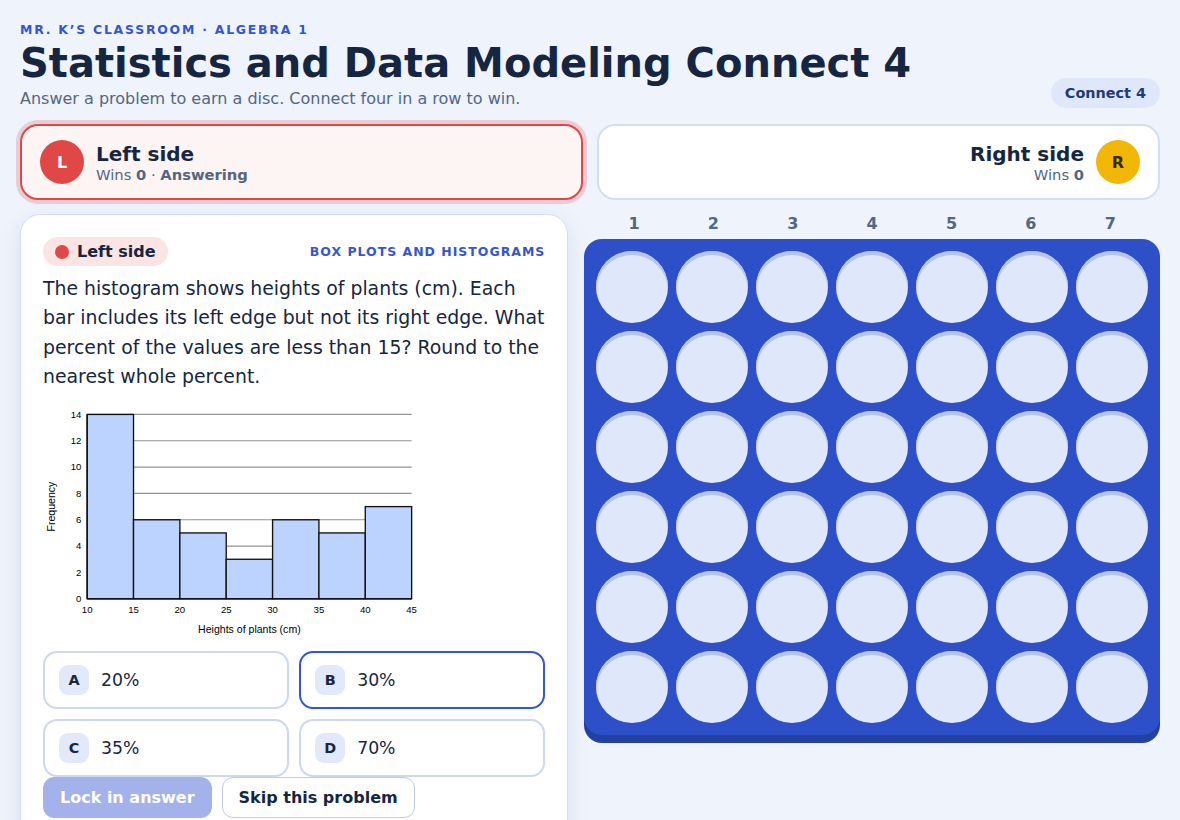 MR. K’S CLASSROOM · ALGEBRA 1
Statistics and Data Modeling Connect 4
Answer a problem to earn a disc. Connect four in a row to win.
Connect 4
L
Left side
Wins 0 · Answering
Right side
Wins 0
R
Left side
BOX PLOTS AND HISTOGRAMS
The histogram shows heights of plants (cm). Each
bar includes its left edge but not its right edge. What
percent of the values are less than 15? Round to the
nearest whole percent.
14
12
10
8
6
4
2
0
Frequency
10 15 20 25 30 35 40 45
Heights of plants (cm)
A 20%
B 30%
C 35%
D 70%
Lock in answer
Skip this problem
1 2 3 4 5 6 7